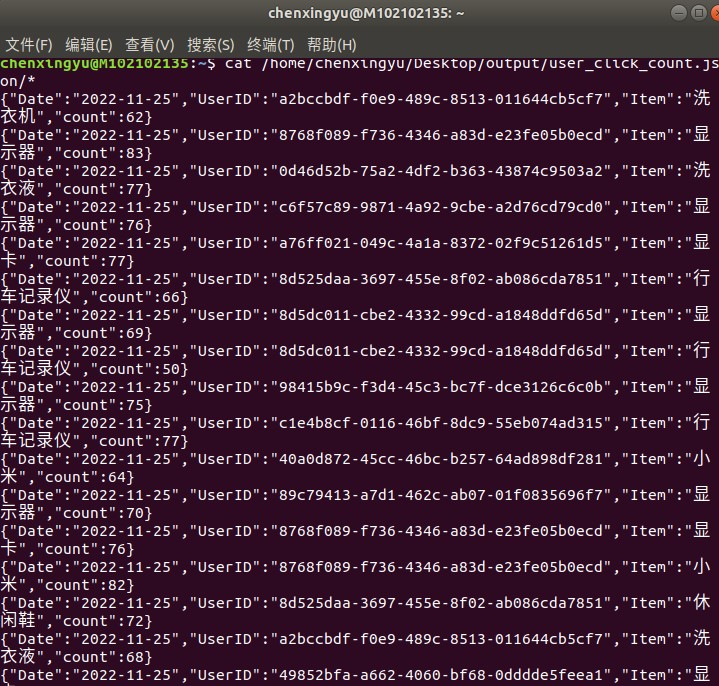 chenxingyu@M102102135: ~
文件(F) 编辑(E) 查看(V) 搜索(S) 终端(T) 帮助(H)
chenxingyu@M102102135:~$ cat /home/chenxingyu/Desktop/output/user_click_count.js
on/*
{"Date":"2022-11-25","UserID":"a2bccbdf-f0e9-489c-8513-011644cb5cf7","Item":"洗
衣机","count":62}
{"Date":"2022-11-25","UserID":"8768f089-f736-4346-a83d-e23fe05b0ecd","Item":"显
示器","count":83}
{"Date":"2022-11-25","UserID":"0d46d52b-75a2-4df2-b363-43874c9503a2","Item":"洗
衣液","count":77}
{"Date":"2022-11-25","UserID":"c6f57c89-9871-4a92-9cbe-a2d76cd79cd0","Item":"显
示器","count":76}
{"Date":"2022-11-25","UserID":"a76ff021-049c-4a1a-8372-02f9c51261d5","Item":"显
卡","count":77}
{"Date":"2022-11-25","UserID":"8d525daa-3697-455e-8f02-ab086cda7851","Item":"行
车记录仪","count":66}
{"Date":"2022-11-25","UserID":"8d5dc011-cbe2-4332-99cd-a1848ddfd65d","Item":"显
示器","count":69}
{"Date":"2022-11-25","UserID":"8d5dc011-cbe2-4332-99cd-a1848ddfd65d","Item":"行
车记录仪","count":50}
{"Date":"2022-11-25","UserID":"98415b9c-f3d4-45c3-bc7f-dce3126c6c0b","Item":"显
示器","count":75}
{"Date":"2022-11-25","UserID":"c1e4b8cf-0116-46bf-8dc9-55eb074ad315","Item":"行
车记录仪","count":77}
{"Date":"2022-11-25","UserID":"40a0d872-45cc-46bc-b257-64ad898df281","Item":"小
米","count":64}
{"Date":"2022-11-25","UserID":"89c79413-a7d1-462c-ab07-01f0835696f7","Item":"显
示器","count":70}
{"Date":"2022-11-25","UserID":"8768f089-f736-4346-a83d-e23fe05b0ecd","Item":"显
卡","count":76}
{"Date":"2022-11-25","UserID":"8768f089-f736-4346-a83d-e23fe05b0ecd","Item":"小
米","count":82}
{"Date":"2022-11-25","UserID":"8d525daa-3697-455e-8f02-ab086cda7851","Item":"休
闲鞋","count":72}
{"Date":"2022-11-25","UserID":"a2bccbdf-f0e9-489c-8513-011644cb5cf7","Item":"洗
衣液","count":68}
{"Date":"2022-11-25","UserID":"49852bfa-a662-4060-bf68-0dddde5feea1","Item":"显